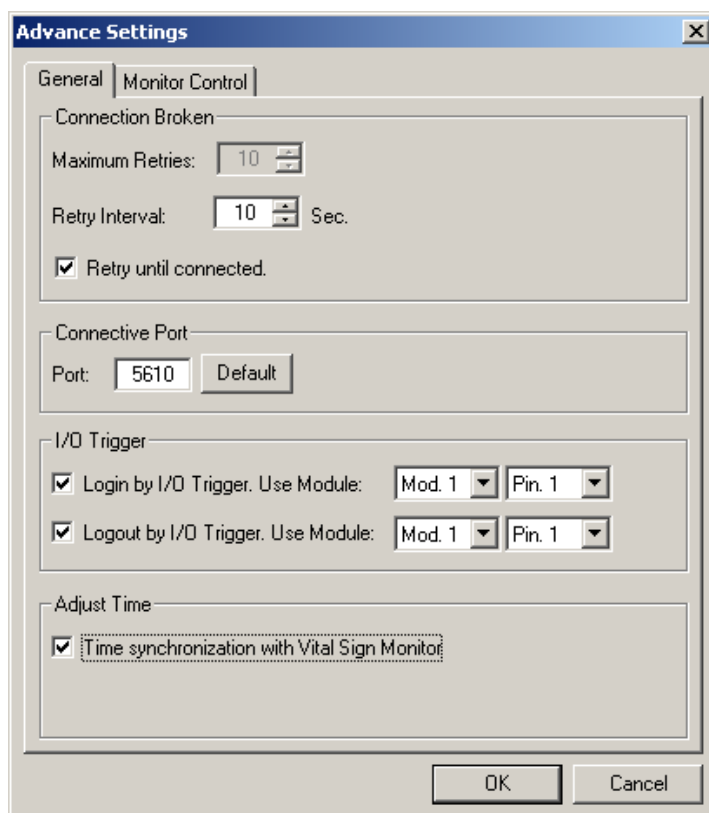 Advance Settings
General Monitor Control
Connection Broken
Maximum Retries: 10
Retry Interval: 10 Sec.
Retry until connected.
Connective Port
Port: 5610 Default
I/O Trigger
Login by I/O Trigger. Use Module: Mod. 1 Pin. 1
Logout by I/O Trigger. Use Module: Mod. 1 Pin. 1
Adjust Time
Time synchronization with Vital Sign Monitor
OK Cancel